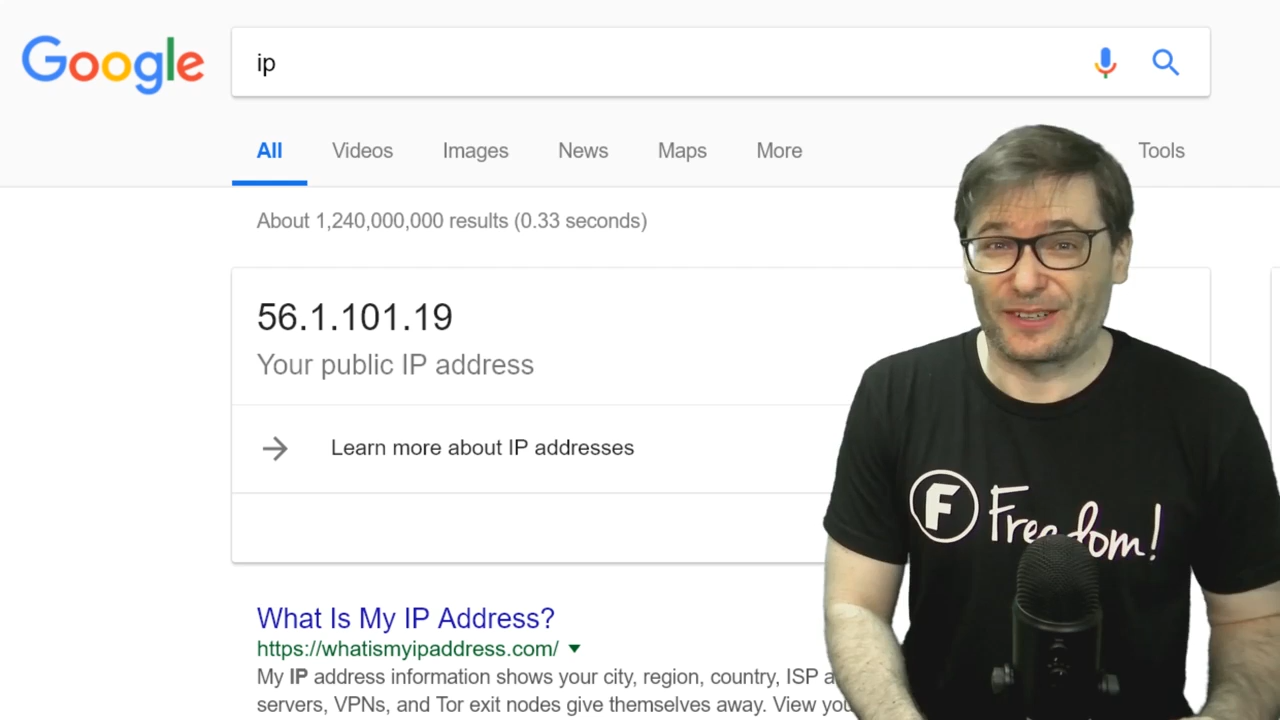 Google
ip
All Videos Images News Maps More Tools
About 1,240,000,000 results (0.33 seconds)
56.1.101.19
Your public IP address
Learn more about IP addresses
F Freedom!
What Is My IP Address?
https://whatismyipaddress.com/
My IP address information shows your city, region, country, ISP
servers, VPNs, and Tor exit nodes give themselves away. View